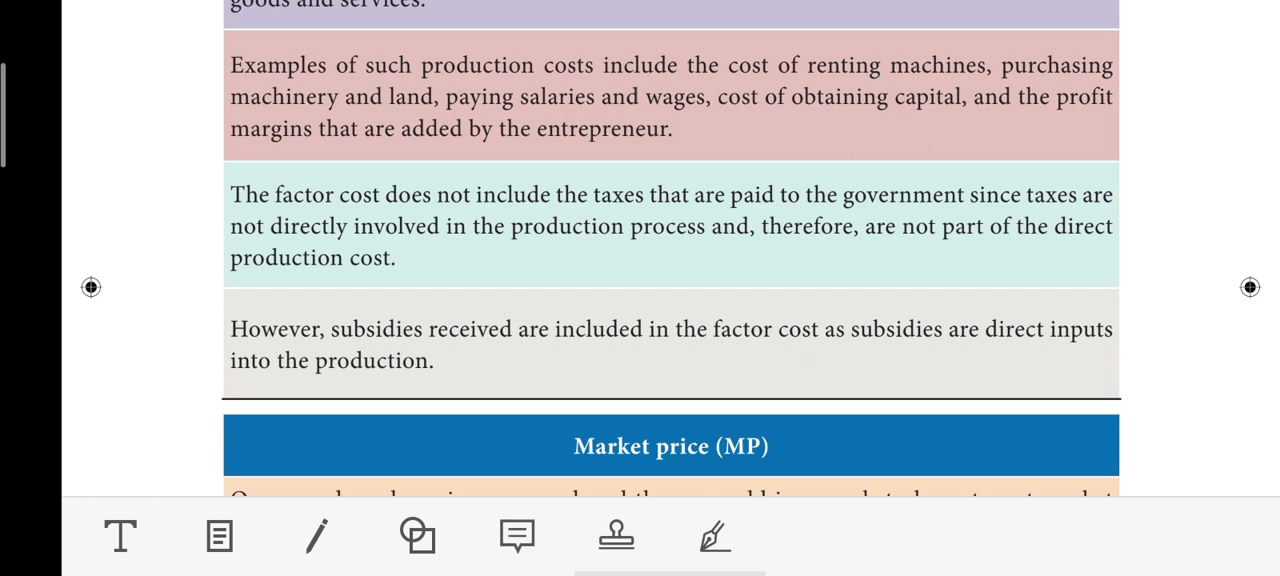 goods and services.
Examples of such production costs include the cost of renting machines, purchasing
machinery and land, paying salaries and wages, cost of obtaining capital, and the profit
margins that are added by the entrepreneur.
The factor cost does not include the taxes that are paid to the government since taxes are
not directly involved in the production process and, therefore, are not part of the direct
production cost.
However, subsidies received are included in the factor cost as subsidies are direct inputs
into the production.
Market price (MP)